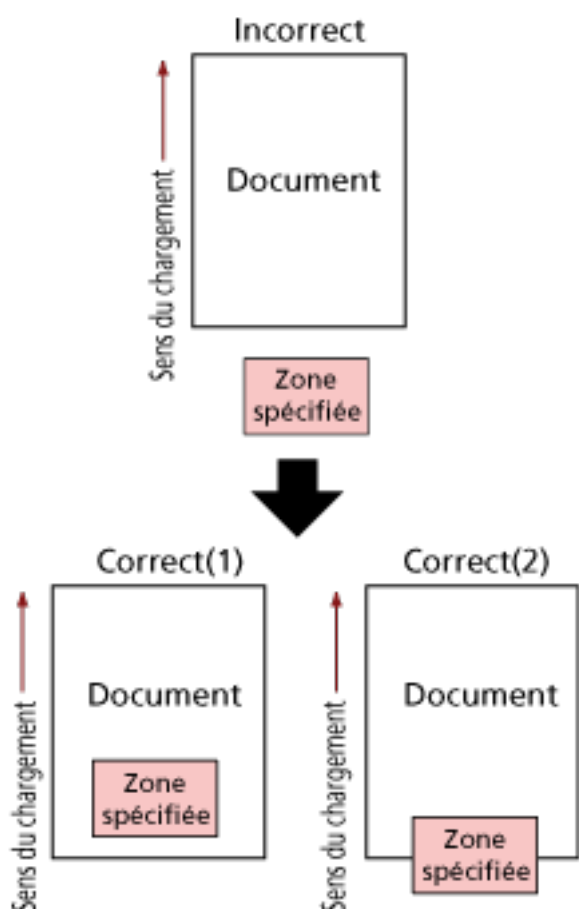 Incorrect
Sens du chargement
Document
Zone
spécifiée
Correct(1)
Sens du chargement
Document
Zone
spécifiée
Correct(2)
Sens du chargement
Document
Zone
spécifiée